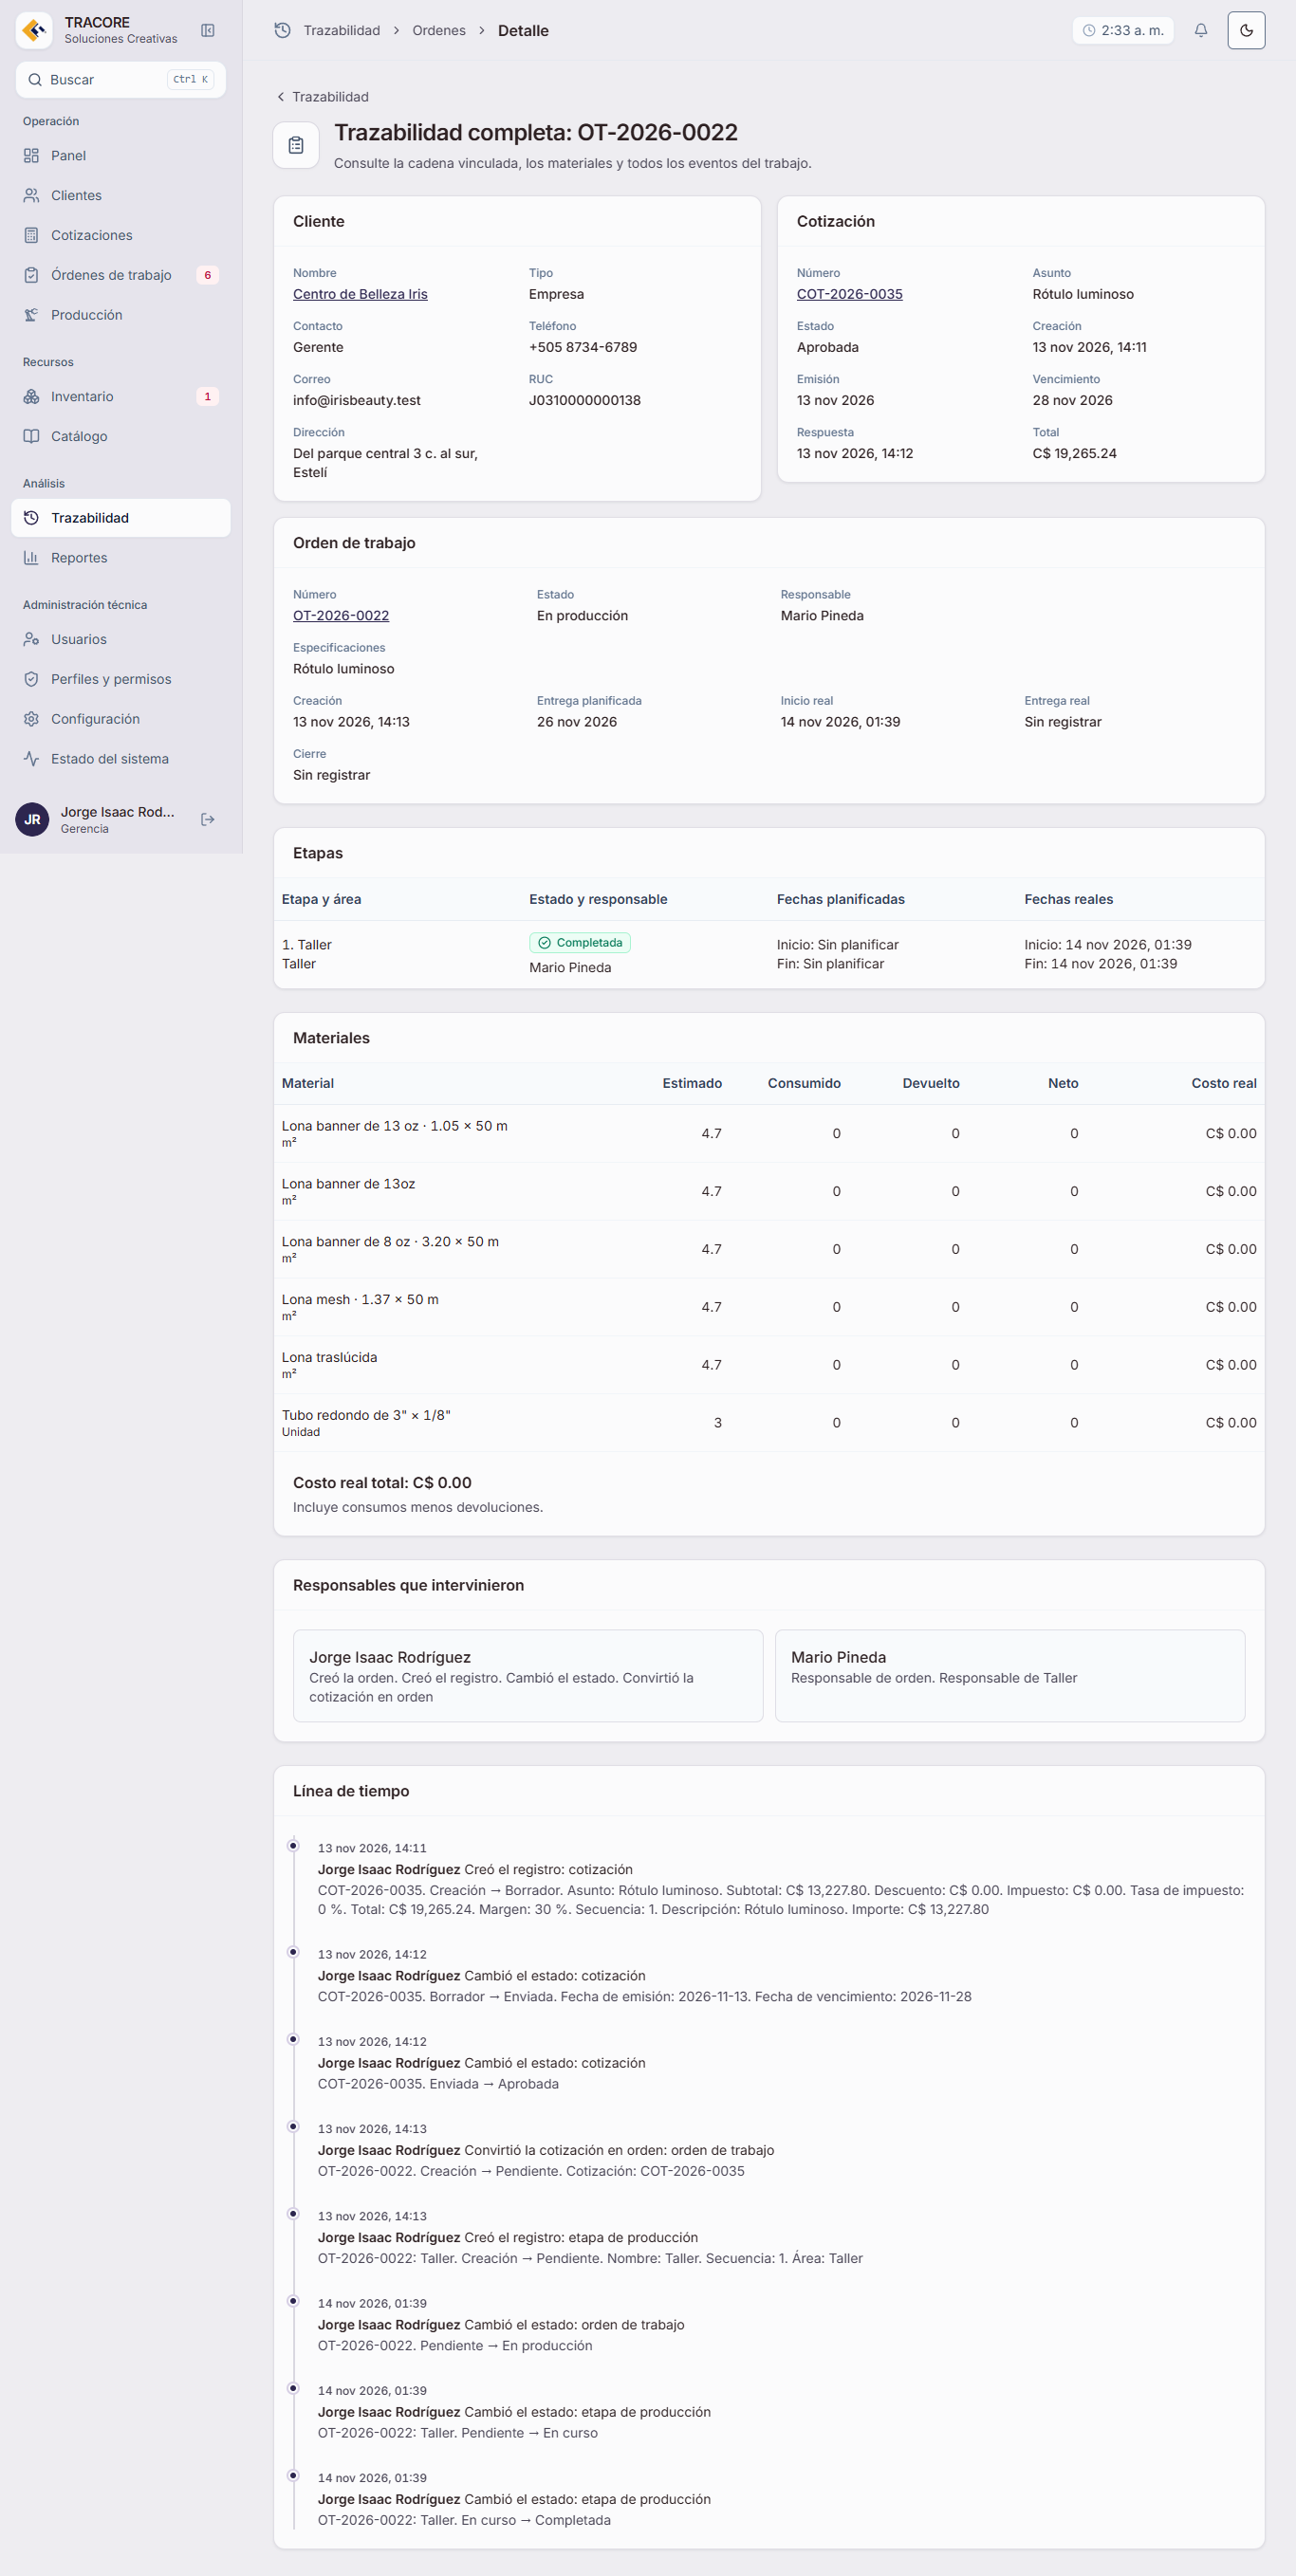 TRACORE
Soluciones Creativas
Buscar
Ctrl K
Operación
Panel
Clientes
Cotizaciones
Órdenes de trabajo
6
Producción
Recursos
Inventario
1
Catálogo
Análisis
Trazabilidad
Reportes
Administración técnica
Usuarios
Perfiles y permisos
Configuración
Estado del sistema
JR
Jorge Isaac Rod...
Gerencia
Trazabilidad > Ordenes > Detalle
2:33 a. m.
Trazabilidad
Trazabilidad completa: OT-2026-0022
Consulte la cadena vinculada, los materiales y todos los eventos del trabajo.
Cliente
Nombre
Tipo
Centro de Belleza Iris
Empresa
Contacto
Teléfono
Gerente
+505 8734-6789
Correo
RUC
info@irisbeauty.test
J0310000000138
Dirección
Del parque central 3 c. al sur,
Estelí
Cotización
Número
Asunto
COT-2026-0035
Rótulo luminoso
Estado
Creación
Aprobada
13 nov 2026, 14:11
Emisión
Vencimiento
13 nov 2026
28 nov 2026
Respuesta
Total
13 nov 2026, 14:12
C$ 19,265.24
Orden de trabajo
Número
Estado
Responsable
OT-2026-0022
En producción
Mario Pineda
Especificaciones
Rótulo luminoso
Creación
Entrega planificada
Inicio real
Entrega real
13 nov 2026, 14:13
26 nov 2026
14 nov 2026, 01:39
Sin registrar
Cierre
Sin registrar
Etapas
Etapa y área
Estado y responsable
Fechas planificadas
Fechas reales
1. Taller
Taller
Completada
Mario Pineda
Inicio: Sin planificar
Fin: Sin planificar
Inicio: 14 nov 2026, 01:39
Fin: 14 nov 2026, 01:39
Materiales
Material Estimado Consumido Devuelto Neto Costo real
Lona banner de 13 oz · 1.05 × 50 m
m²
4.7 0 0 0 C$ 0.00
Lona banner de 13oz
m²
4.7 0 0 0 C$ 0.00
Lona banner de 8 oz · 3.20 × 50 m
m²
4.7 0 0 0 C$ 0.00
Lona mesh · 1.37 × 50 m
m²
4.7 0 0 0 C$ 0.00
Lona traslúcida
m²
4.7 0 0 0 C$ 0.00
Tubo redondo de 3" × 1/8"
Unidad
3 0 0 0 C$ 0.00
Costo real total: C$ 0.00
Incluye consumos menos devoluciones.
Responsables que intervinieron
Jorge Isaac Rodríguez
Creó la orden. Creó el registro. Cambió el estado. Convirtió la
cotización en orden
Mario Pineda
Responsable de orden. Responsable de Taller
Línea de tiempo
13 nov 2026, 14:11
Jorge Isaac Rodríguez Creó el registro: cotización
COT-2026-0035. Creación → Borrador. Asunto: Rótulo luminoso. Subtotal: C$ 13,227.80. Descuento: C$ 0.00. Impuesto: C$ 0.00. Tasa de impuesto:
0 %. Total: C$ 19,265.24. Margen: 30 %. Secuencia: 1. Descripción: Rótulo luminoso. Importe: C$ 13,227.80
13 nov 2026, 14:12
Jorge Isaac Rodríguez Cambió el estado: cotización
COT-2026-0035. Borrador → Enviada. Fecha de emisión: 2026-11-13. Fecha de vencimiento: 2026-11-28
13 nov 2026, 14:12
Jorge Isaac Rodríguez Cambió el estado: cotización
COT-2026-0035. Enviada → Aprobada
13 nov 2026, 14:13
Jorge Isaac Rodríguez Convirtió la cotización en orden: orden de trabajo
OT-2026-0022. Creación → Pendiente. Cotización: COT-2026-0035
13 nov 2026, 14:13
Jorge Isaac Rodríguez Creó el registro: etapa de producción
OT-2026-0022: Taller. Creación → Pendiente. Nombre: Taller. Secuencia: 1. Área: Taller
14 nov 2026, 01:39
Jorge Isaac Rodríguez Cambió el estado: orden de trabajo
OT-2026-0022. Pendiente → En producción
14 nov 2026, 01:39
Jorge Isaac Rodríguez Cambió el estado: etapa de producción
OT-2026-0022: Taller. Pendiente → En curso
14 nov 2026, 01:39
Jorge Isaac Rodríguez Cambió el estado: etapa de producción
OT-2026-0022: Taller. En curso → Completada